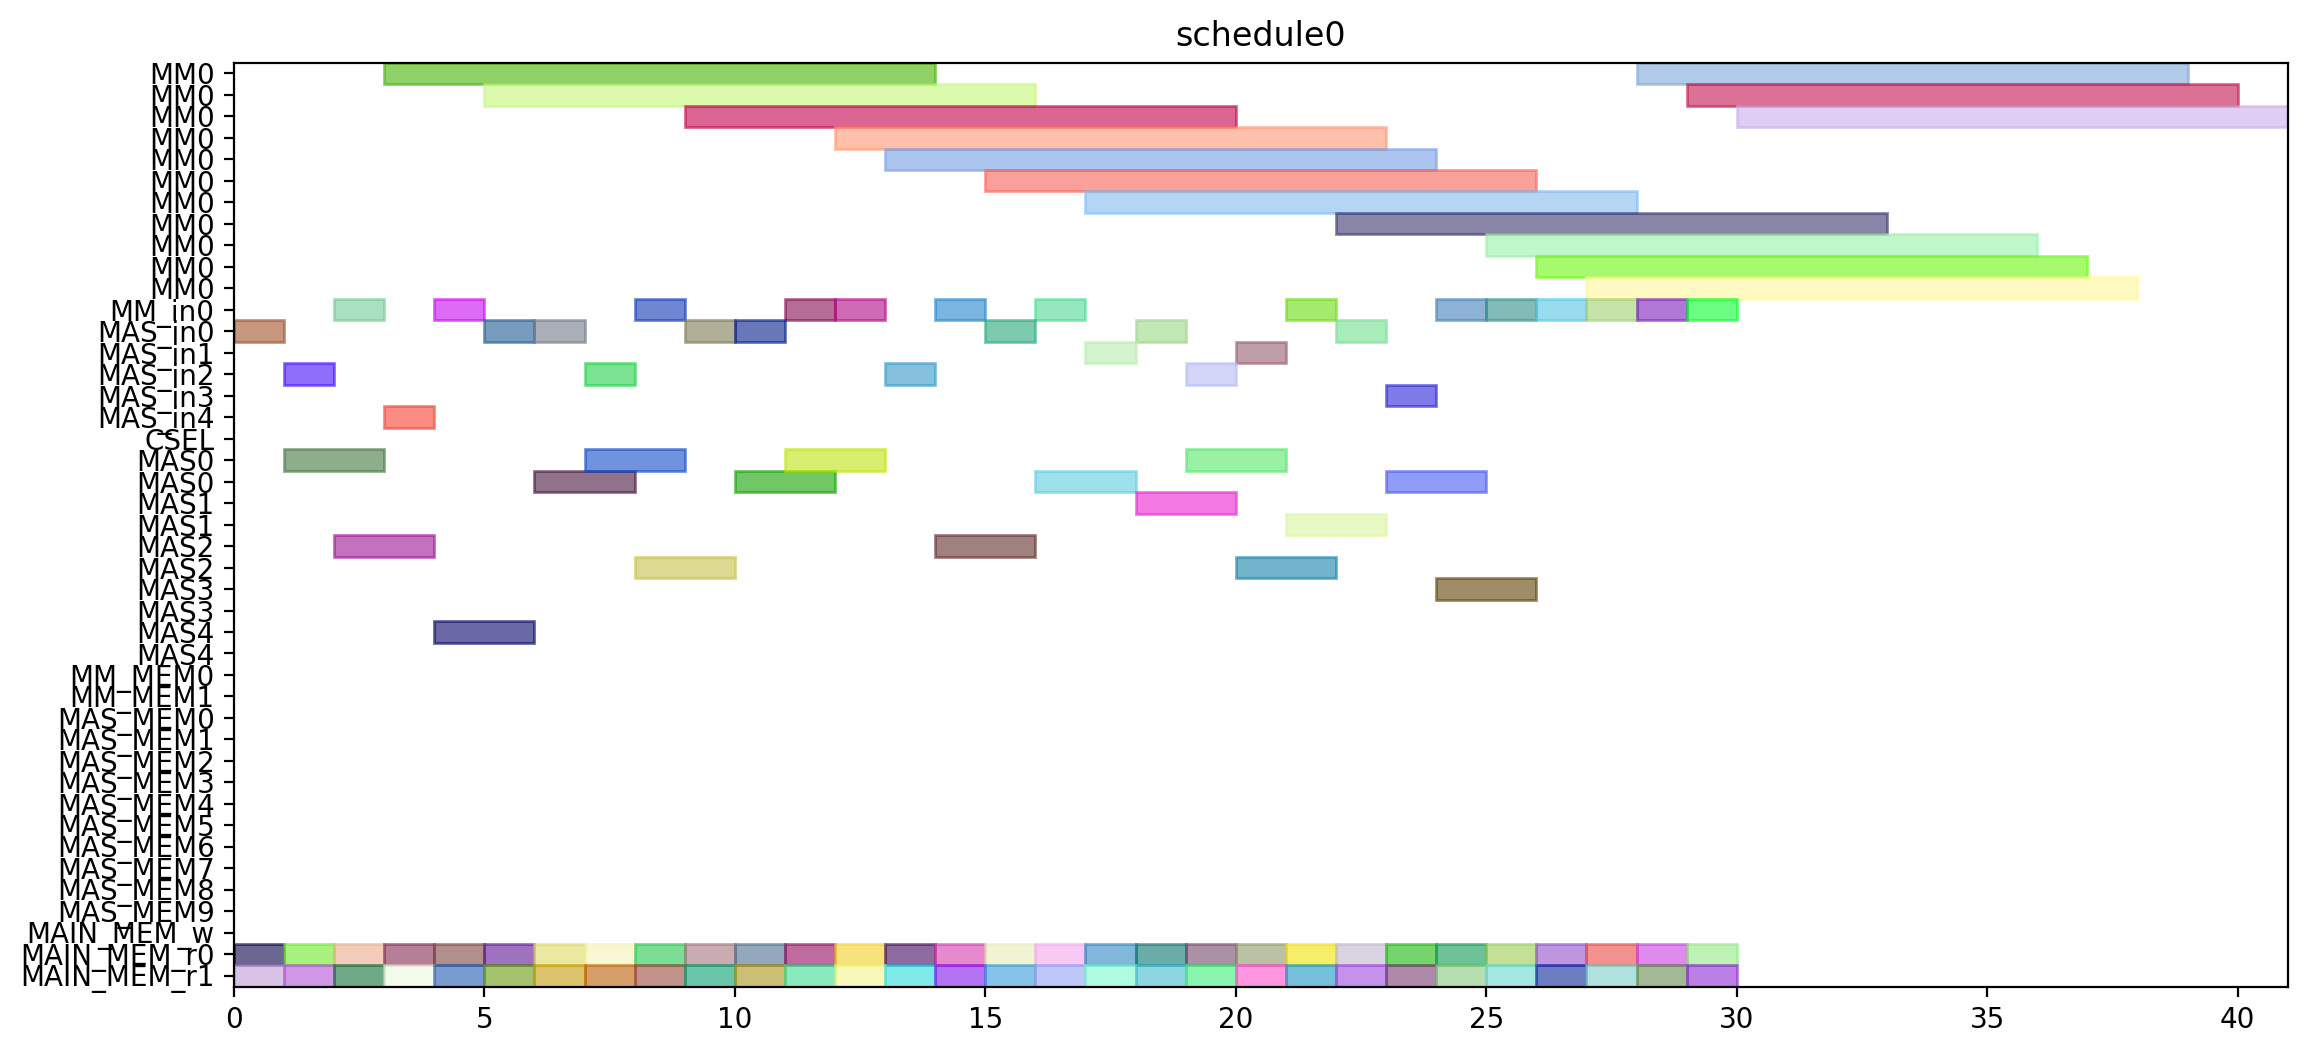 schedule0
MM0
MM0
MM0
MM0
MM0
MM0
MM0
MM0
MM0
MM0
MM0
MM_in0
MAS_in0
MAS_in1
MAS_in2
MAS_in3
MAS_in4
CSEL
MAS0
MAS0
MAS1
MAS1
MAS2
MAS2
MAS3
MAS3
MAS4
MAS4
MM_MEM0
MM_MEM1
MAS_MEM0
MAS_MEM1
MAS_MEM2
MAS_MEM3
MAS_MEM4
MAS_MEM5
MAS_MEM6
MAS_MEM7
MAS_MEM8
MAS_MEM9
MAIN_MEM_w
MAIN_MEM_r0
MAIN_MEM_r1
0 5 10 15 20 25 30 35 40